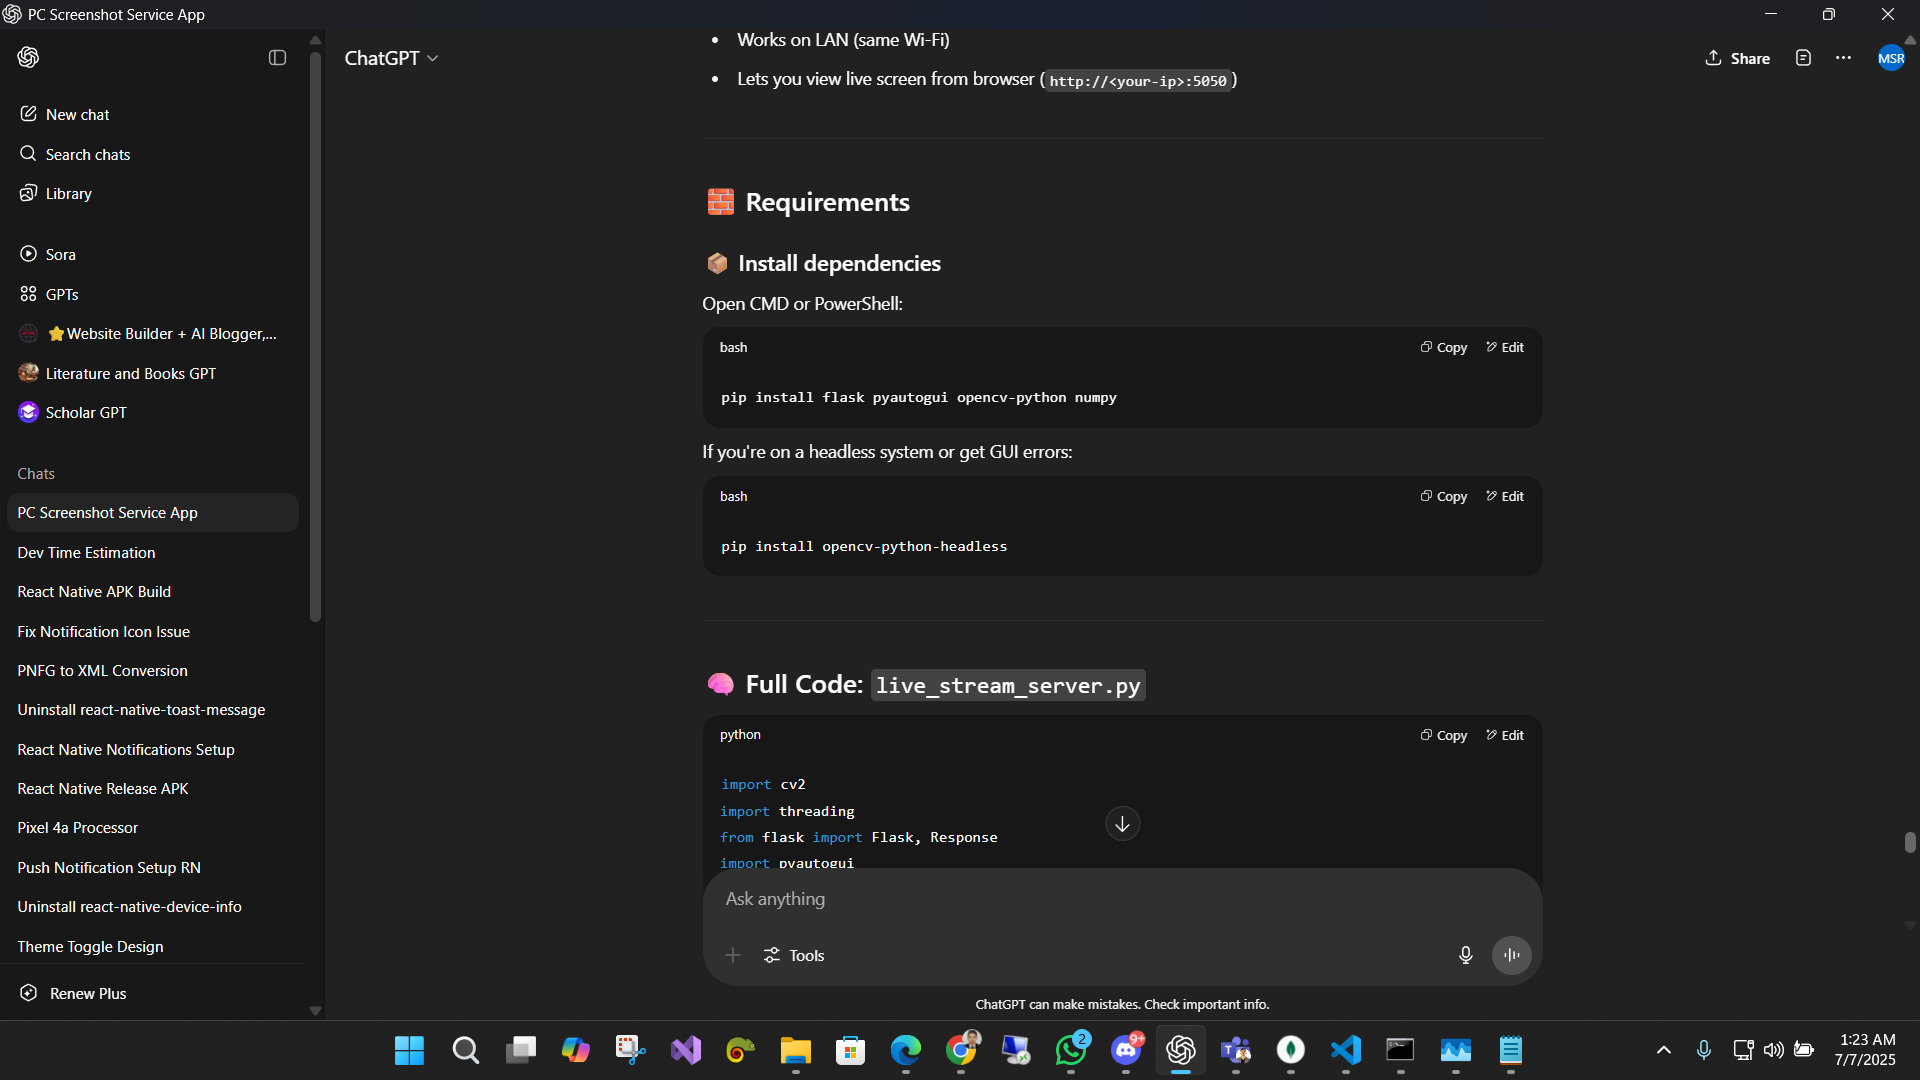 PC Screenshot Service App
ChatGPT
Share
MSR
New chat
Search chats
Library
Sora
GPTs
⭐Website Builder + AI Blogger,...
Literature and Books GPT
Scholar GPT
Chats
PC Screenshot Service App
Dev Time Estimation
React Native APK Build
Fix Notification Icon Issue
PNFG to XML Conversion
Uninstall react-native-toast-message
React Native Notifications Setup
React Native Release APK
Pixel 4a Processor
Push Notification Setup RN
Uninstall react-native-device-info
Theme Toggle Design
Renew Plus
• Works on LAN (same Wi-Fi)
• Lets you view live screen from browser (http://<your-ip>:5050)
🧱 Requirements
📦 Install dependencies
Open CMD or PowerShell:
bash
Copy
Edit
pip install flask pyautogui opencv-python numpy
If you're on a headless system or get GUI errors:
bash
Copy
Edit
pip install opencv-python-headless
🧠 Full Code: live_stream_server.py
python
Copy
Edit
import cv2
import threading
from flask import Flask, Response
import pyautogui
Ask anything
Tools
ChatGPT can make mistakes. Check important info.
2
9+
1:23 AM
7/7/2025